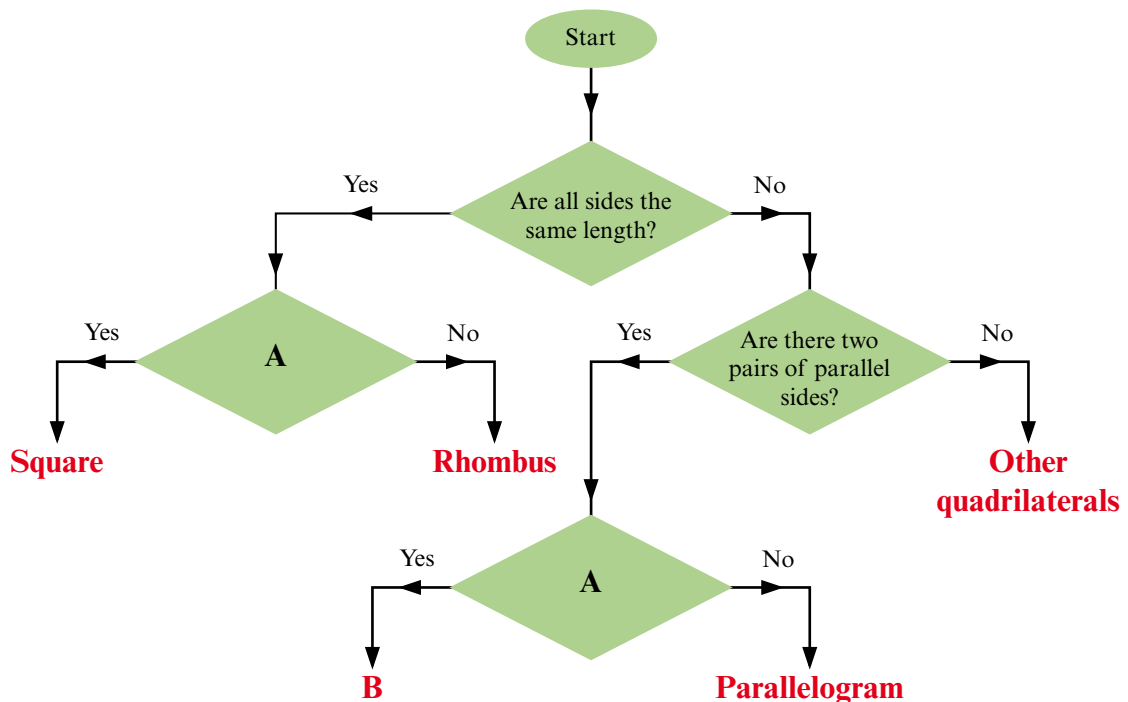 Start
Yes
No
Are all sides the
same length?
Yes
A
No
Yes
Are there two
pairs of parallel
sides?
No
Square
Rhombus
Other
quadrilaterals
Yes
A
No
B
Parallelogram